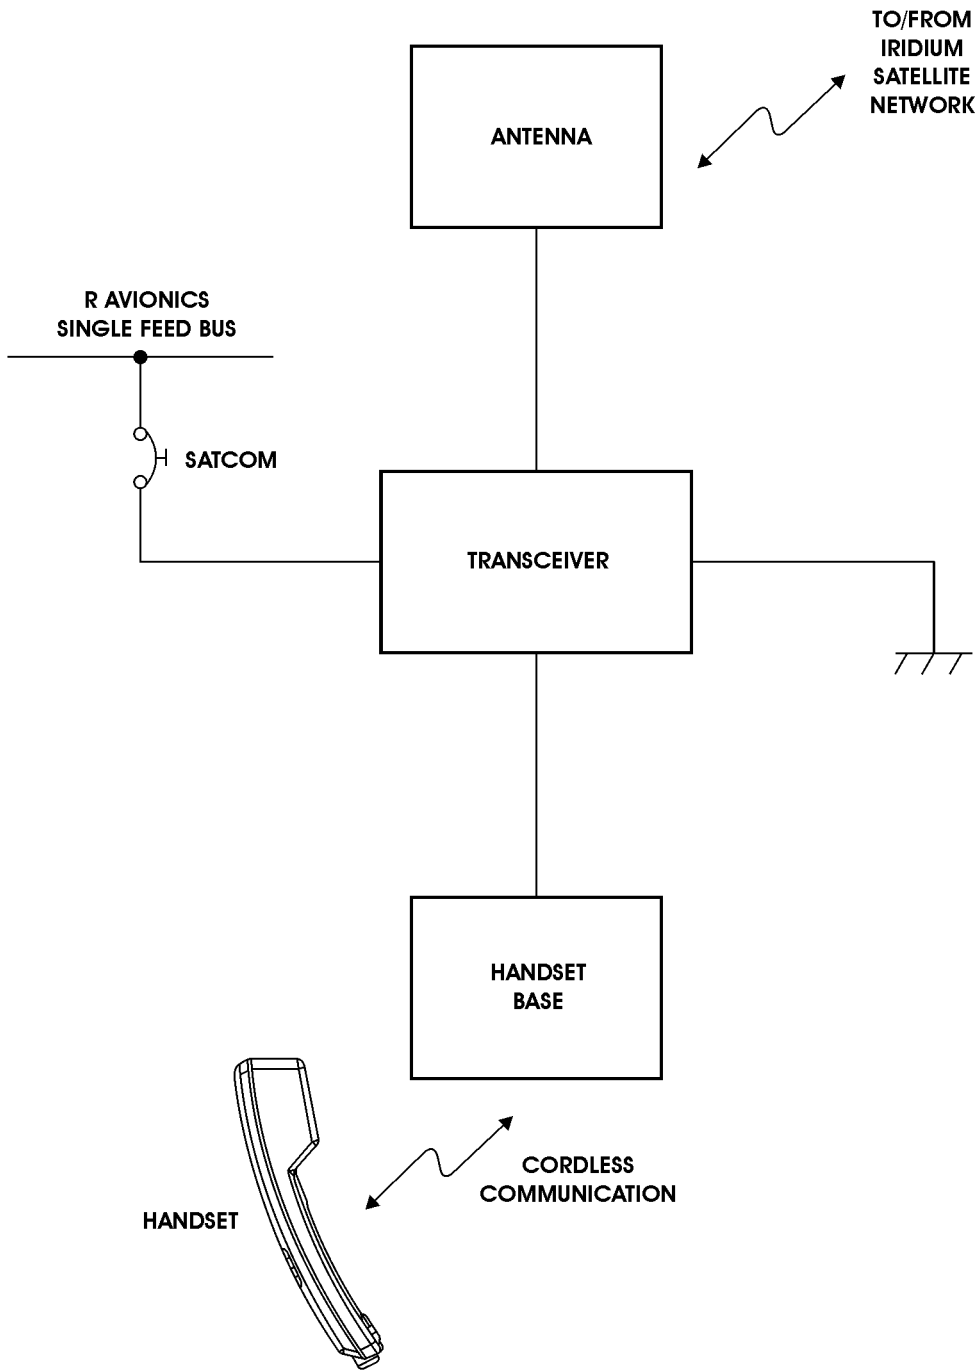 TO/FROM
IRIDIUM
SATELLITE
NETWORK
ANTENNA
R AVIONICS
SINGLE FEED BUS
SATCOM
TRANSCEIVER
HANDSET
BASE
CORDLESS
COMMUNICATION
HANDSET